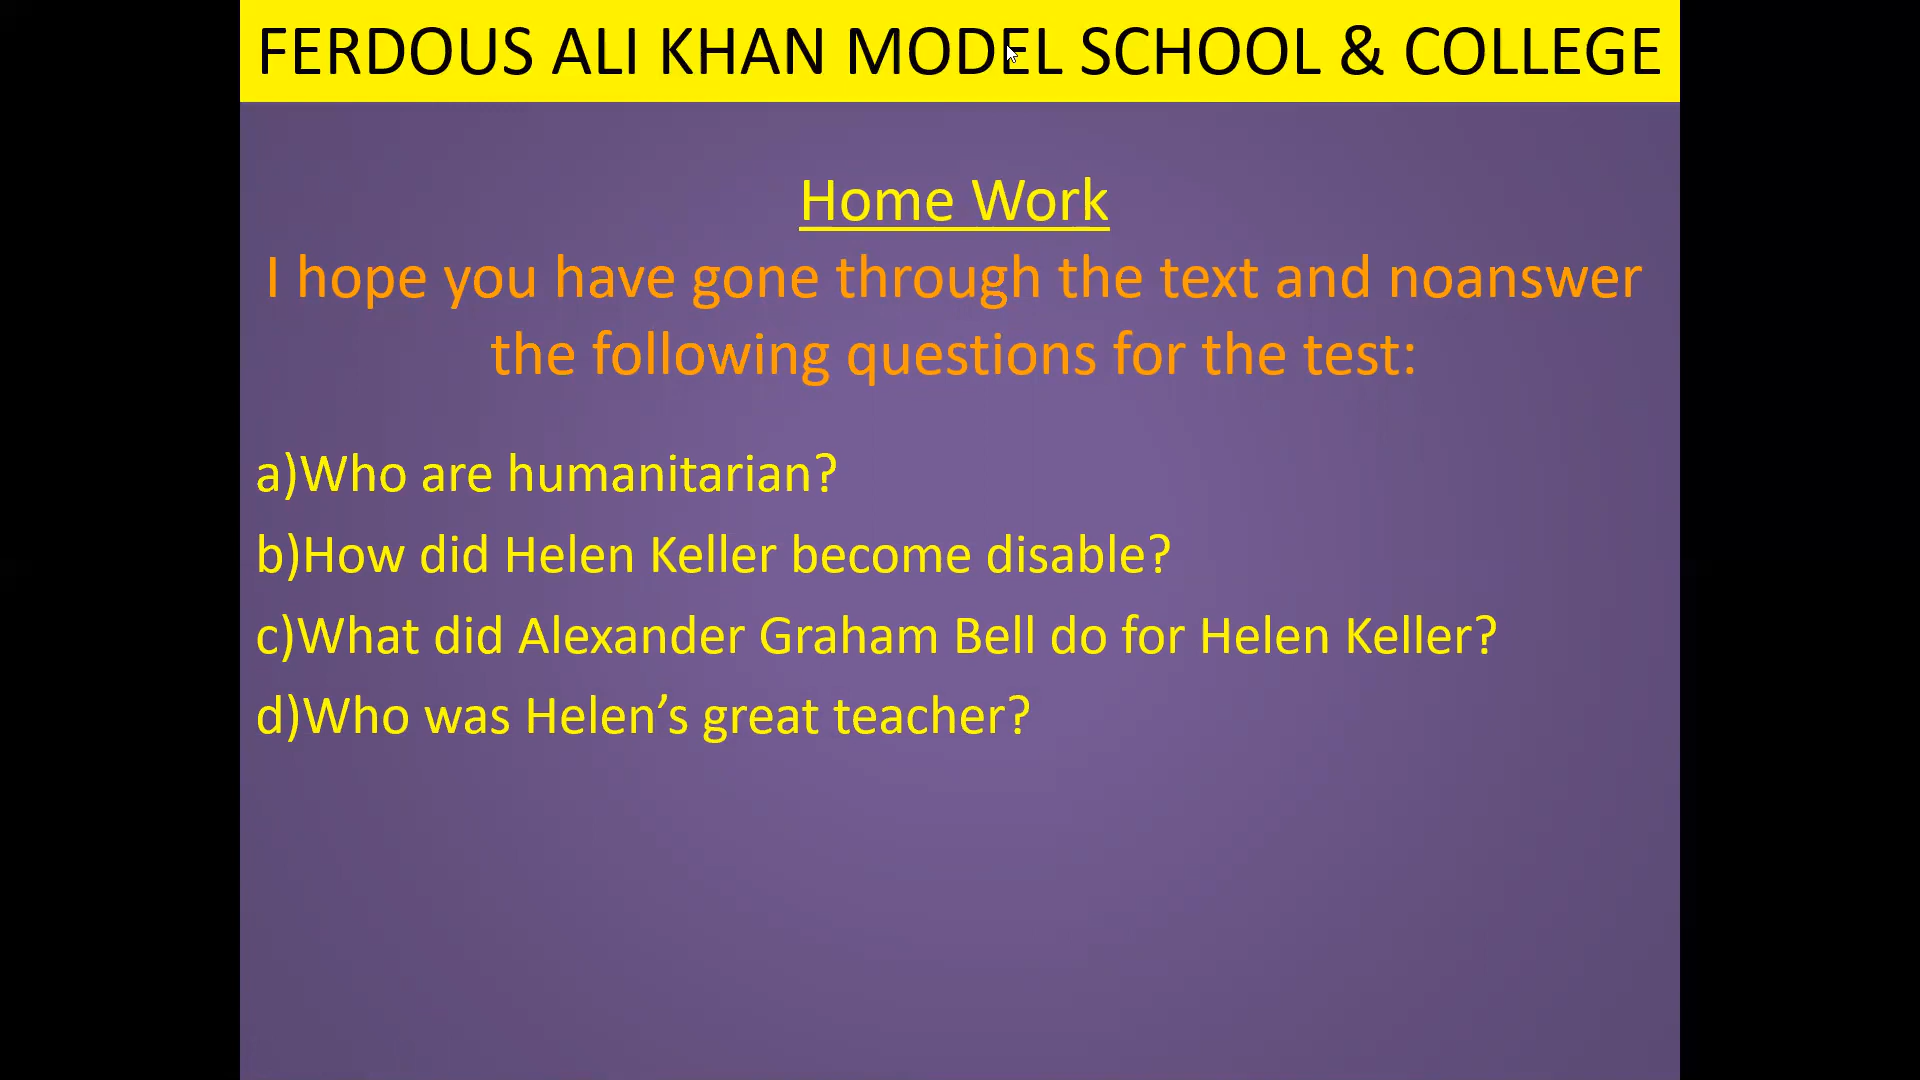 FERDOUS ALI KHAN MODEL SCHOOL & COLLEGE
Home Work
I hope you have gone through the text and noanswer
the following questions for the test:
a)Who are humanitarian?
b)How did Helen Keller become disable?
c)What did Alexander Graham Bell do for Helen Keller?
d)Who was Helen’s great teacher?